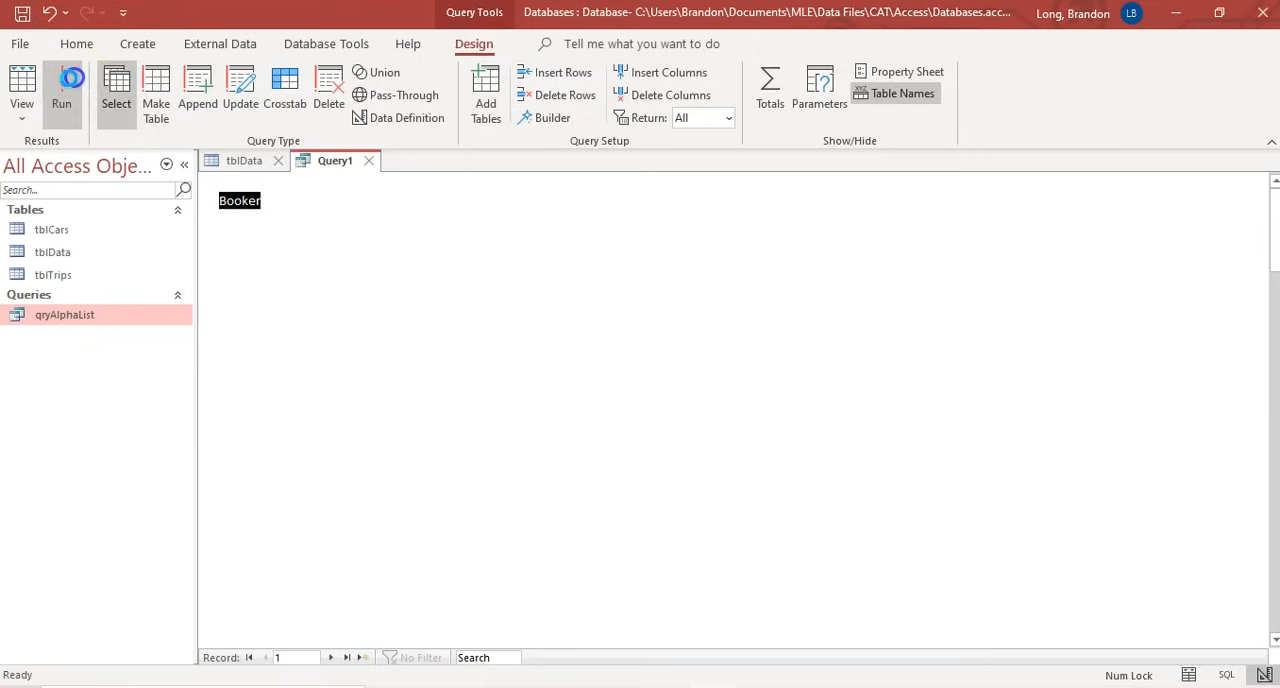 Query Tools
Databases : Database- C:\Users\Brandon\Documents\MLE\Data Files\CAT\Access\Databases.acc...
Long, Brandon
LB
File
Home
Create
External Data
Database Tools
Help
Design
Tell me what you want to do
View
Run
Select
Make Table
Append
Update
Crosstab
Delete
Union
Pass-Through
Data Definition
Add Tables
Insert Rows
Delete Rows
Builder
Insert Columns
Delete Columns
Return:
All
Totals
Parameters
Property Sheet
XYZ
Table Names
Results
Query Type
Query Setup
Show/Hide
All Access Obje...
Search...
Tables
tblCars
tblData
tblTrips
Queries
qryAlphaList
tblData
Query1
Booker
Record:
1
No Filter
Search
Ready
Num Lock
SQL